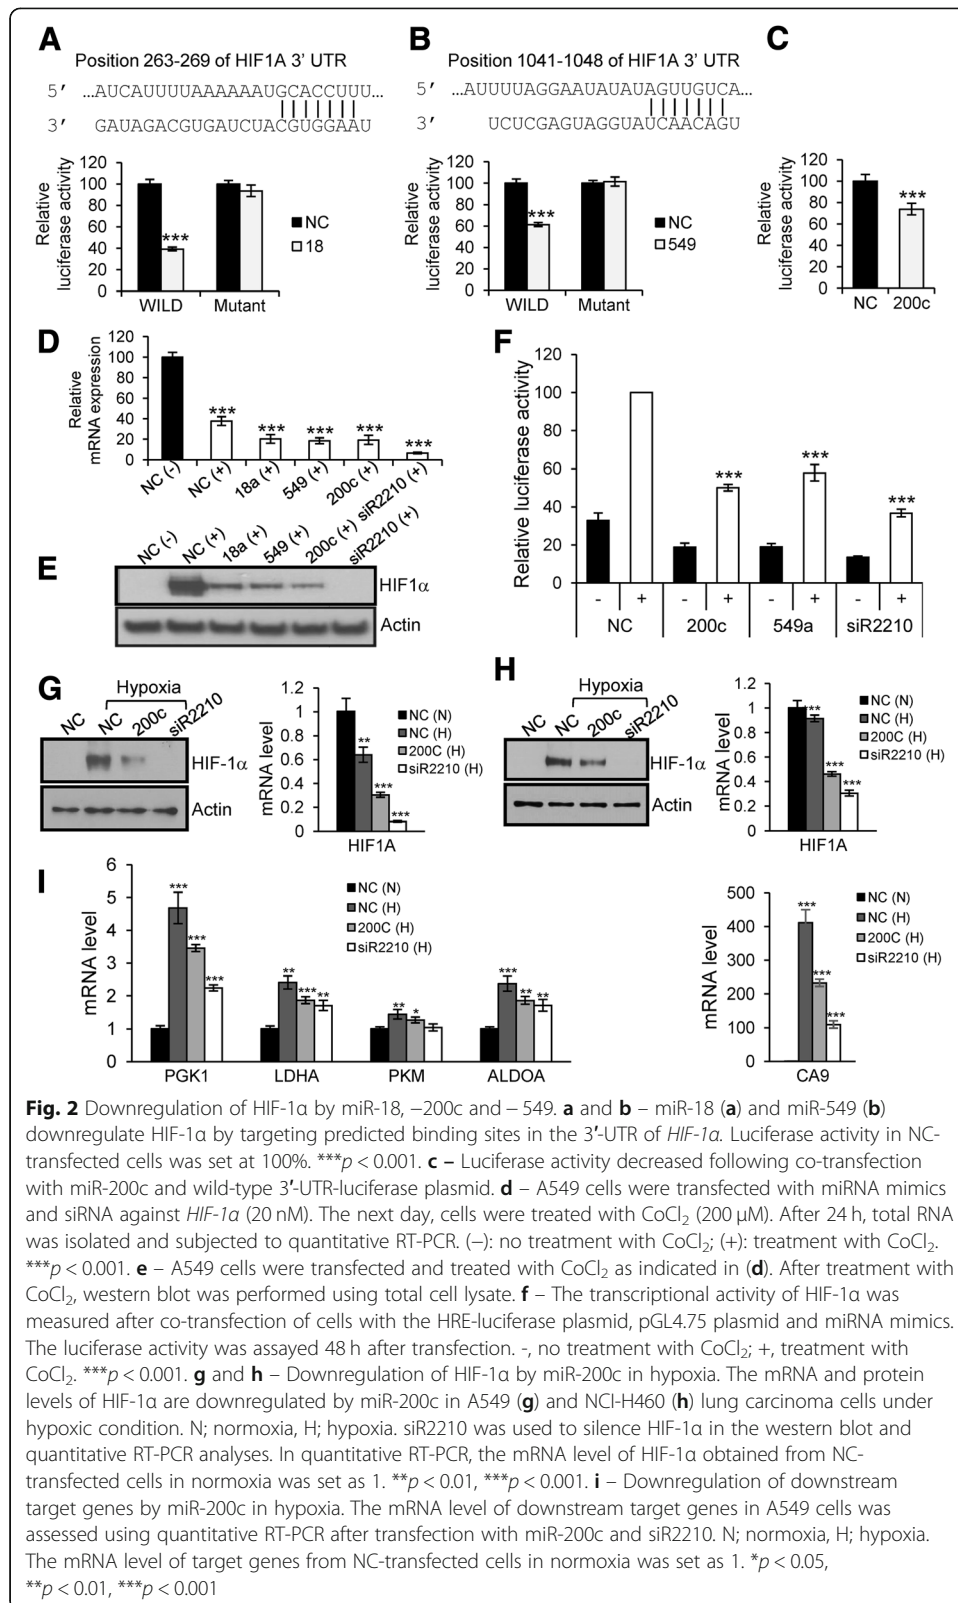 A
Position 263-269 of HIF1A 3' UTR
5' ...AUCAUUUUAAAAAAUGCACCUUU...
3' GAUAGACGUGAUCUACGUGGAAU
Relative
luciferase activity
120
100
80
60
40
20
0
***
WILD
Mutant
NC
18
B
Position 1041-1048 of HIF1A 3' UTR
5' ...AUUUUAGGAAUAUAUAGUUGUCA...
3' UCUCGAGUAGGUAUCAACAGU
Relative
luciferase activity
120
100
80
60
40
20
0
***
WILD
Mutant
NC
549
C
Relative
luciferase activity
120
100
80
60
40
20
0
***
NC
200c
D
Relative
mRNA expression
120
100
80
60
40
20
0
*** *** *** *** ***
NC (-)
NC (+)
18a (+)
549 (+)
200c (+)
siR2210 (+)
E
NC (-)
NC (+)
18a (+)
549 (+)
200c (+)
siR2210 (+)
HIF1α
Actin
F
Relative luciferase activity
120
100
80
60
40
20
0
*** *** ***
- + - + - + - +
NC 200c 549a siR2210
G
Hypoxia
NC NC 200c siR2210
HIF-1α
Actin
mRNA level
1.2
1
0.8
0.6
0.4
0.2
0
** *** ***
HIF1A
NC (N)
NC (H)
200C (H)
siR2210 (H)
H
Hypoxia
NC NC 200c siR2210
HIF-1α
Actin
mRNA level
1.2
1
0.8
0.6
0.4
0.2
0
*** *** ***
HIF1A
NC (N)
NC (H)
200C (H)
siR2210 (H)
I
mRNA level
6
5
4
3
2
1
0
*** *** *** ** *** ** ** * *** ** **
PGK1 LDHA PKM ALDOA
NC (N)
NC (H)
200C (H)
siR2210 (H)
mRNA level
500
400
300
200
100
0
*** *** ***
CA9
NC (N)
NC (H)
200C (H)
siR2210 (H)
Fig. 2 Downregulation of HIF-1α by miR-18, −200c and − 549. a and b – miR-18 (a) and miR-549 (b)
downregulate HIF-1α by targeting predicted binding sites in the 3′-UTR of HIF-1α. Luciferase activity in NC-
transfected cells was set at 100%. ***p < 0.001. c – Luciferase activity decreased following co-transfection
with miR-200c and wild-type 3′-UTR-luciferase plasmid. d – A549 cells were transfected with miRNA mimics
and siRNA against HIF-1α (20 nM). The next day, cells were treated with CoCl₂ (200 μM). After 24 h, total RNA
was isolated and subjected to quantitative RT-PCR. (−): no treatment with CoCl₂; (+): treatment with CoCl₂.
***p < 0.001. e – A549 cells were transfected and treated with CoCl₂ as indicated in (d). After treatment with
CoCl₂, western blot was performed using total cell lysate. f – The transcriptional activity of HIF-1α was
measured after co-transfection of cells with the HRE-luciferase plasmid, pGL4.75 plasmid and miRNA mimics.
The luciferase activity was assayed 48 h after transfection. -, no treatment with CoCl₂; +, treatment with
CoCl₂. ***p < 0.001. g and h – Downregulation of HIF-1α by miR-200c in hypoxia. The mRNA and protein
levels of HIF-1α are downregulated by miR-200c in A549 (g) and NCI-H460 (h) lung carcinoma cells under
hypoxic condition. N; normoxia, H; hypoxia. siR2210 was used to silence HIF-1α in the western blot and
quantitative RT-PCR analyses. In quantitative RT-PCR, the mRNA level of HIF-1α obtained from NC-
transfected cells in normoxia was set as 1. **p < 0.01, ***p < 0.001. i – Downregulation of downstream
target genes by miR-200c in hypoxia. The mRNA level of downstream target genes in A549 cells was
assessed using quantitative RT-PCR after transfection with miR-200c and siR2210. N; normoxia, H; hypoxia.
The mRNA level of target genes from NC-transfected cells in normoxia was set as 1. *p < 0.05,
**p < 0.01, ***p < 0.001